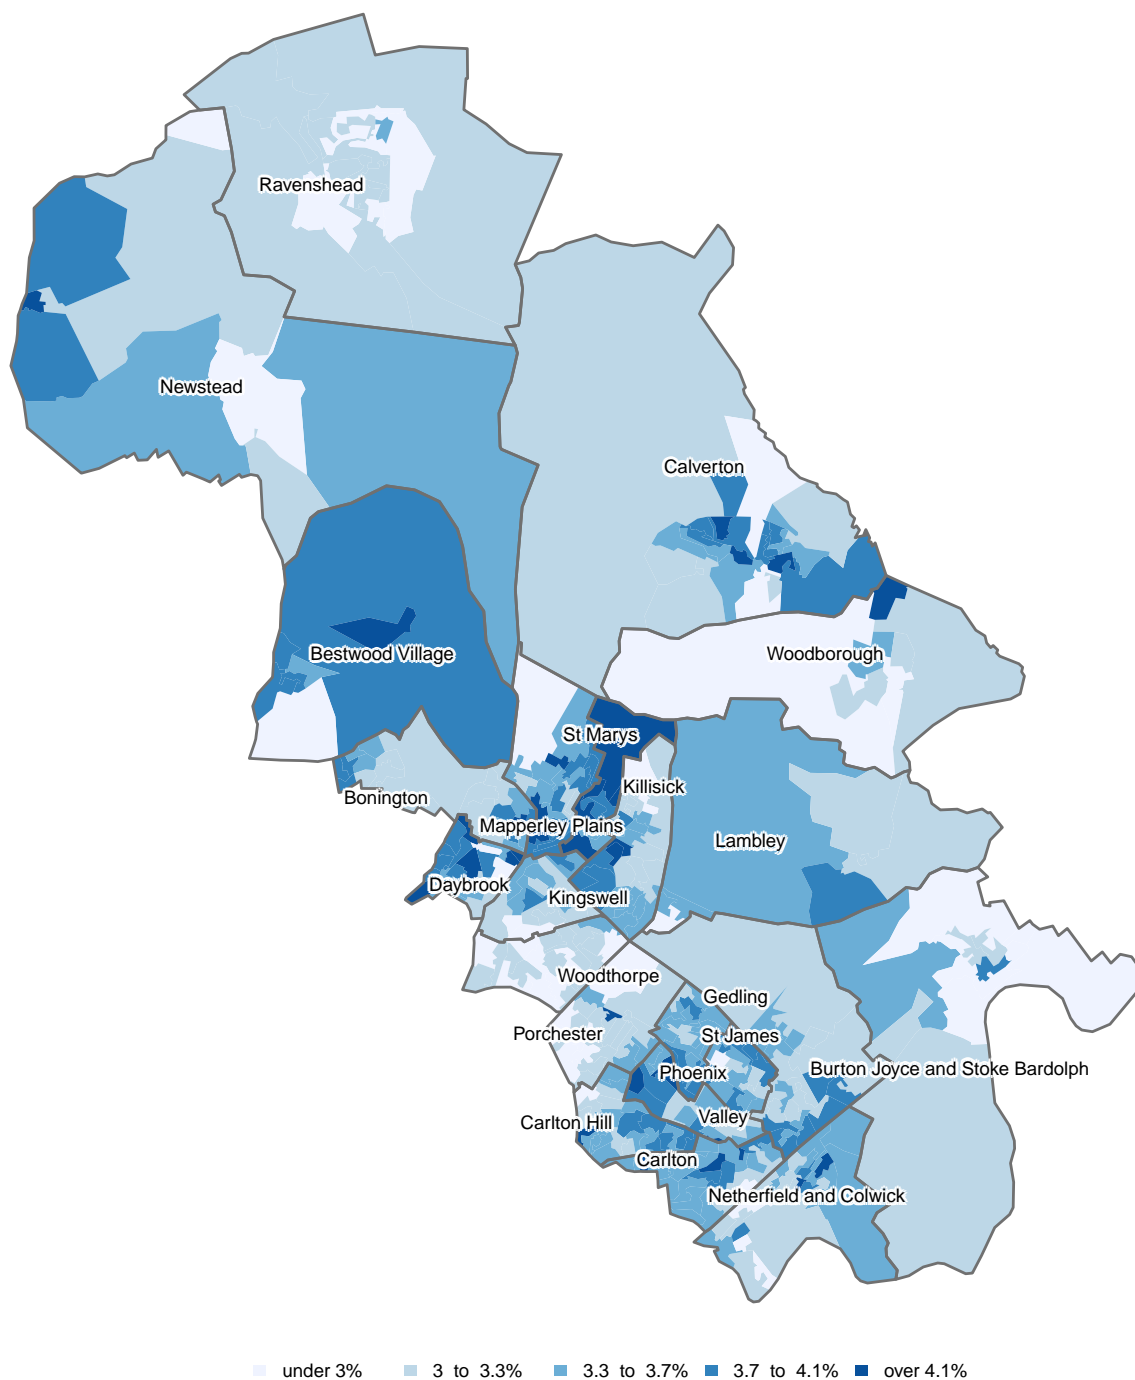 Ravenshead
Newstead
Calverton
Bestwood Village
Woodborough
St Marys
Killisick
Bonington
Mapperley Plains
Lambley
Daybrook
Kingswell
Woodthorpe
Gedling
Porchester
St James
Phoenix
Burton Joyce and Stoke Bardolph
Carlton Hill
Valley
Carlton
Netherfield and Colwick
under 3% 3 to 3.3% 3.3 to 3.7% 3.7 to 4.1% over 4.1%